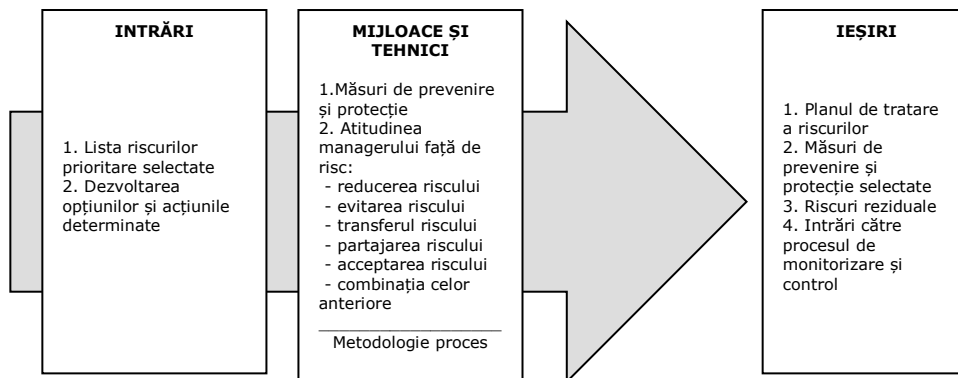 INTRĂRI
1. Lista riscurilor
prioritare selectate
2. Dezvoltarea
opțiunilor și acțiunile
determinate
MIJLOACE ȘI
TEHNICI
1.Măsuri de prevenire
și protecție
2. Atitudinea
managerului față de
risc:
- reducerea riscului
- evitarea riscului
- transferul riscului
- partajarea riscului
- acceptarea riscului
- combinația celor
anteriore
Metodologie proces
IEȘIRI
1. Planul de tratare
a riscurilor
2. Măsuri de
prevenire și
protecție selectate
3. Riscuri reziduale
4. Intrări către
procesul de
monitorizare și
control